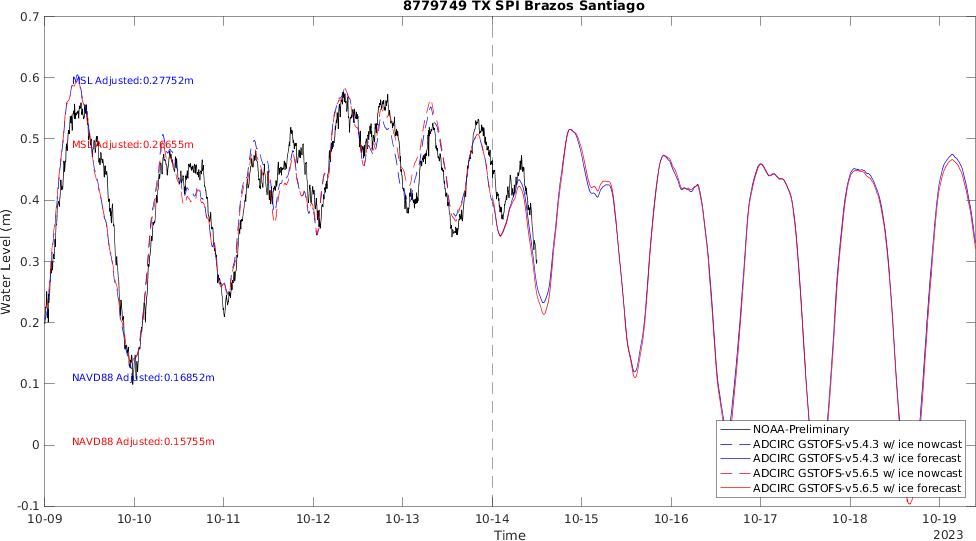 8779749 TX SPI Brazos Santiago
0.7
0.6
0.5
0.4
0.3
0.2
0.1
0
-0.1
Water Level (m)
MSL Adjusted:0.27752m
MSL Adjusted:0.26655m
NAVD88 Adjusted:0.16852m
NAVD88 Adjusted:0.15755m
NOAA-Preliminary
ADCIRC GSTOFS-v5.4.3 w/ ice nowcast
ADCIRC GSTOFS-v5.4.3 w/ ice forecast
ADCIRC GSTOFS-v5.6.5 w/ ice nowcast
ADCIRC GSTOFS-v5.6.5 w/ ice forecast
10-09 10-10 10-11 10-12 10-13 10-14 10-15 10-16 10-17 10-18 10-19
Time
2023